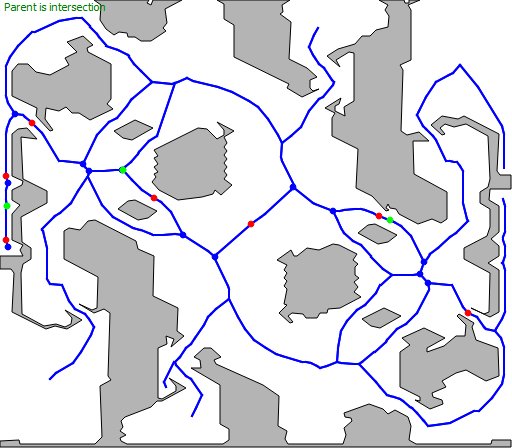 Parent is intersection